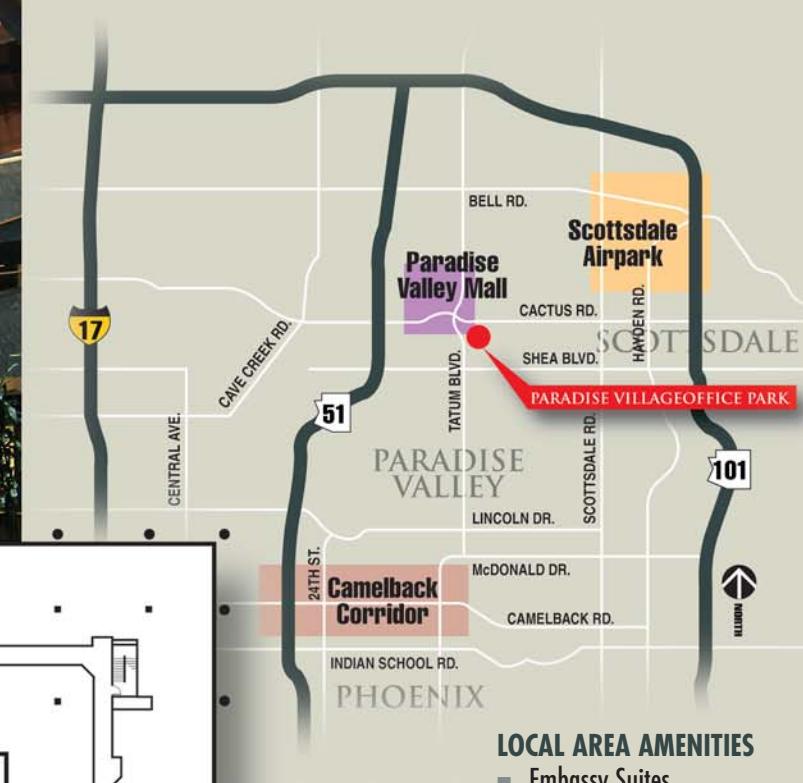 BELL RD.
Scottsdale
Airpark
Paradise
Valley Mall
HAYDEN RD.
CACTUS RD.
17
SCOTTSDALE
CAVE CREEK RD.
SHEA BLVD.
TATUM BLVD.
PARADISE VILLAGEOFFICE PARK
51
CENTRAL AVE.
SCOTTSDALE RD.
PARADISE
VALLEY
101
LINCOLN DR.
24TH ST.
McDONALD DR.
Camelback
Corridor
CAMELBACK RD.
NORTH
INDIAN SCHOOL RD.
PHOENIX
LOCAL AREA AMENITIES
Embassy Suites